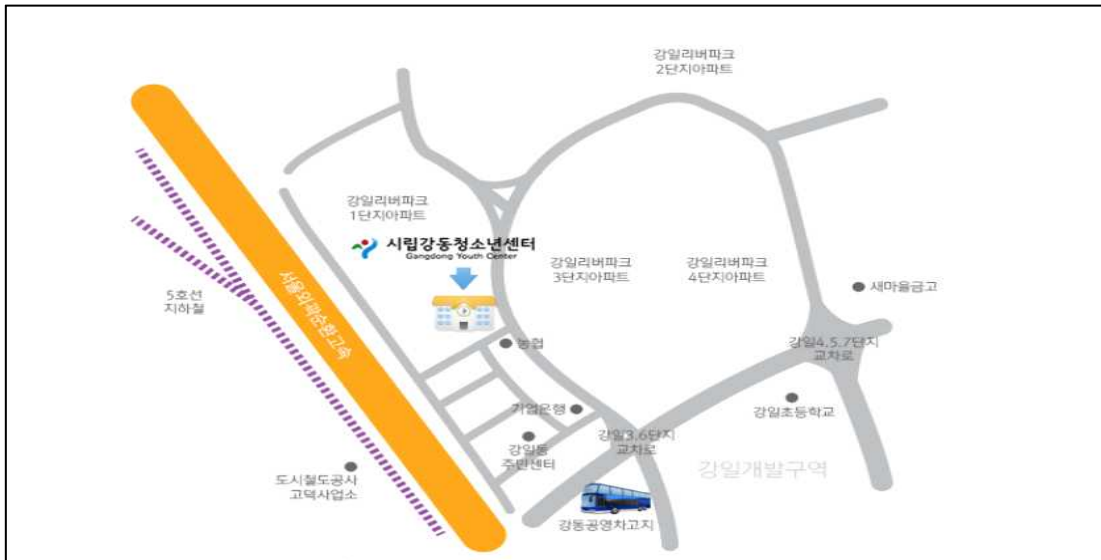 강일리버파크
2단지아파트
강일리버파크
1단지아파트
시립강동청소년센터
Gangdong Youth Center
강일리버파크
3단지아파트
강일리버파크
4단지아파트
5호선
지하철
서울외곽순환고속
새마을금고
농협
강일4.5.7단지
교차로
기업은행
강일초등학교
강일3.6단지
교차로
강일동
주민센터
강일개발구역
도시철도공사
고덕사업소
강동공영차고지